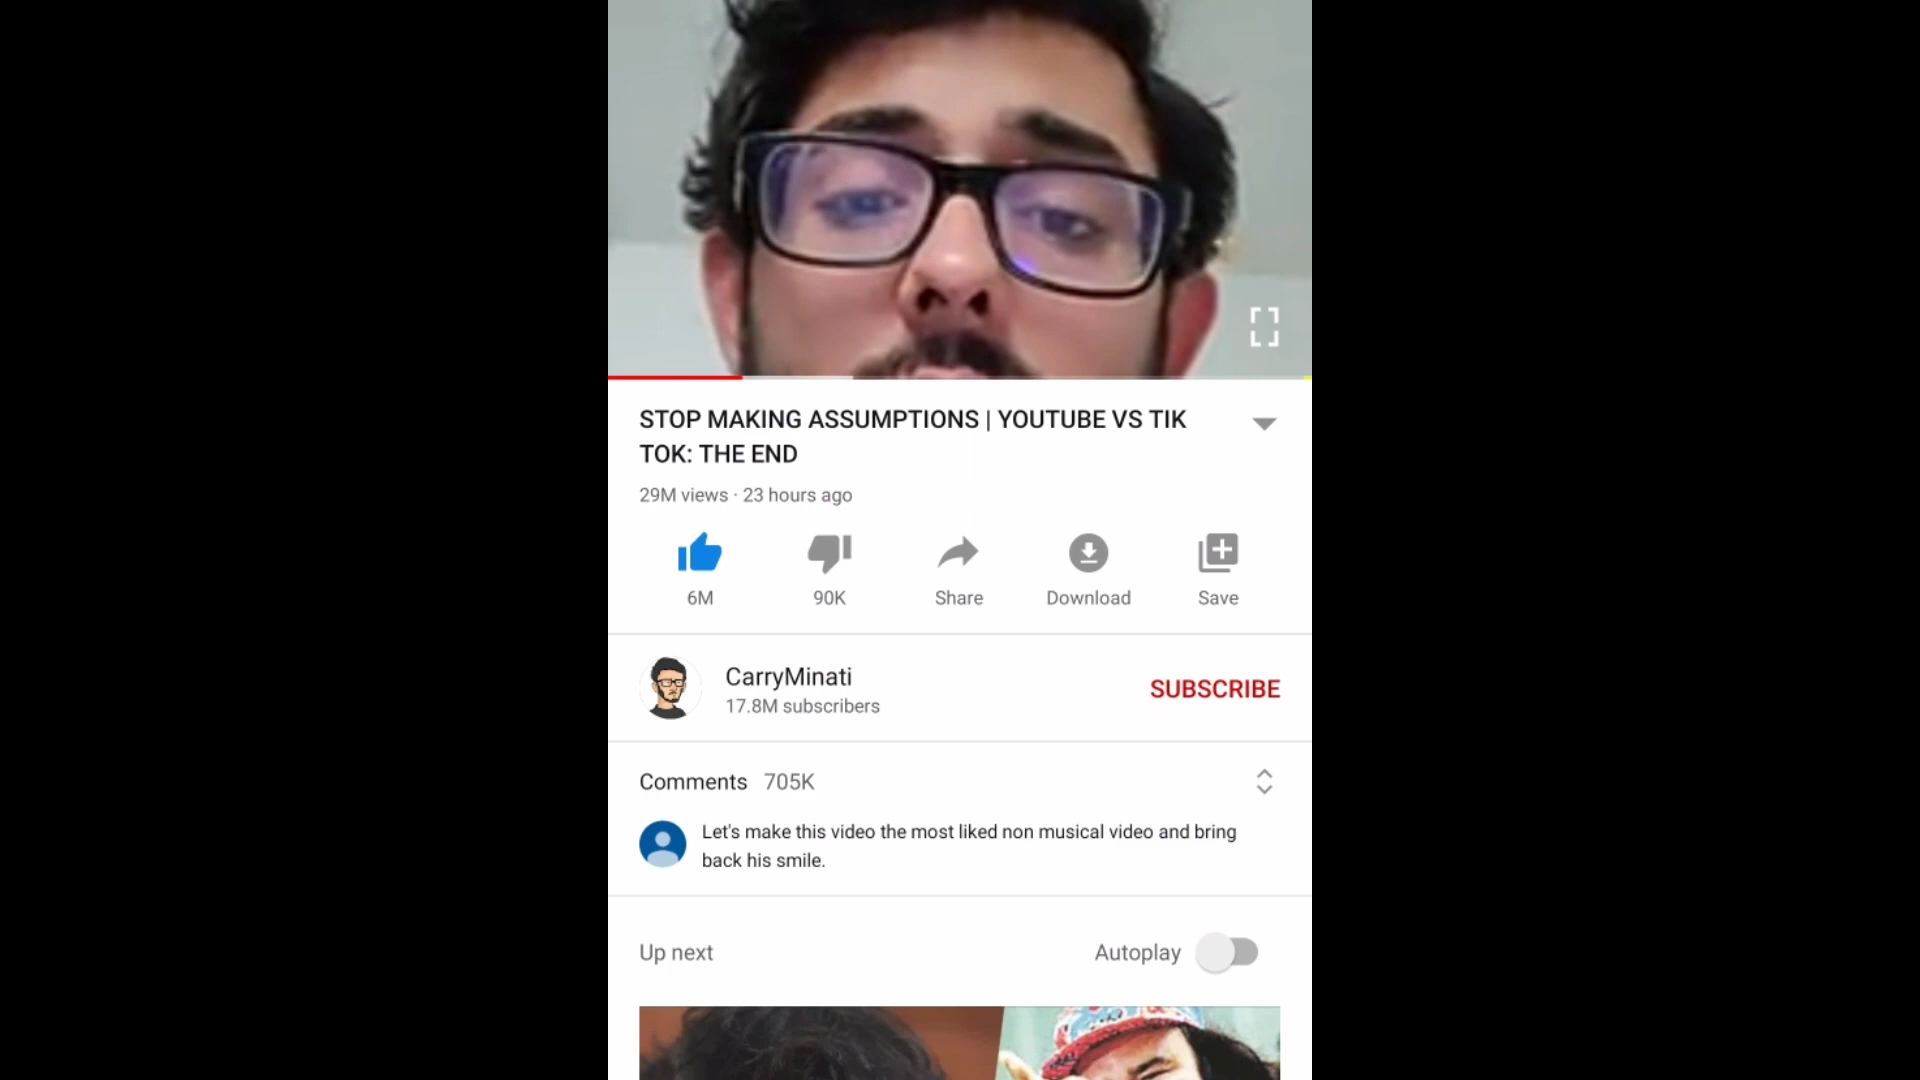 STOP MAKING ASSUMPTIONS | YOUTUBE VS TIK
TOK: THE END
29M views · 23 hours ago
6M
90K
Share
Download
Save
CarryMinati
17.8M subscribers
SUBSCRIBE
Comments 705K
Let's make this video the most liked non musical video and bring
back his smile.
Up next
Autoplay